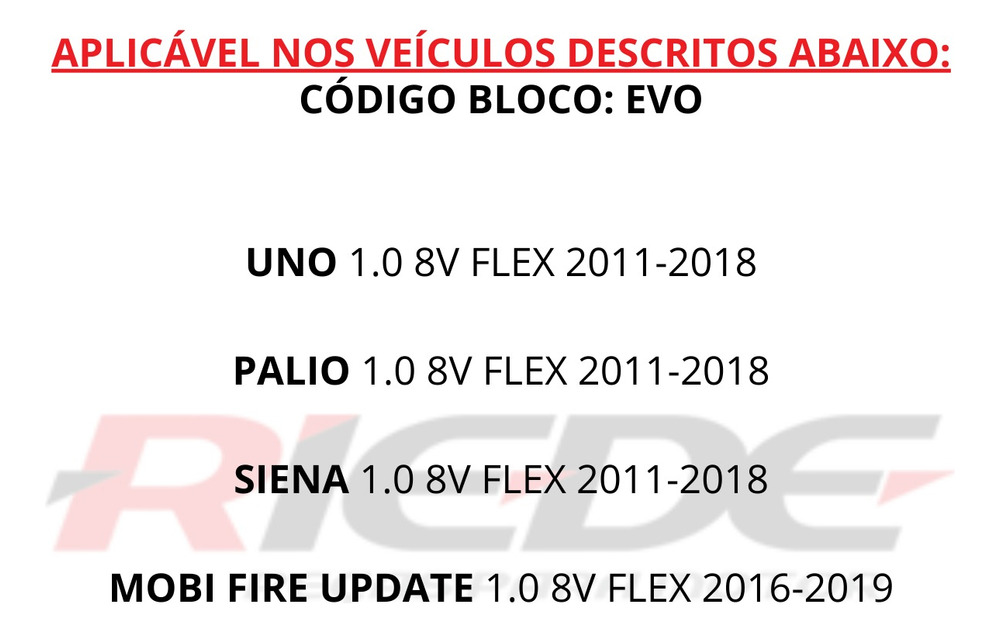 APLICÁVEL NOS VEÍCULOS DESCRITOS ABAIXO:
CÓDIGO BLOCO: EVO
UNO 1.0 8V FLEX 2011-2018
PALIO 1.0 8V FLEX 2011-2018
RIEDE
SIENA 1.0 8V FLEX 2011-2018
MOBI FIRE UPDATE 1.0 8V FLEX 2016-2019